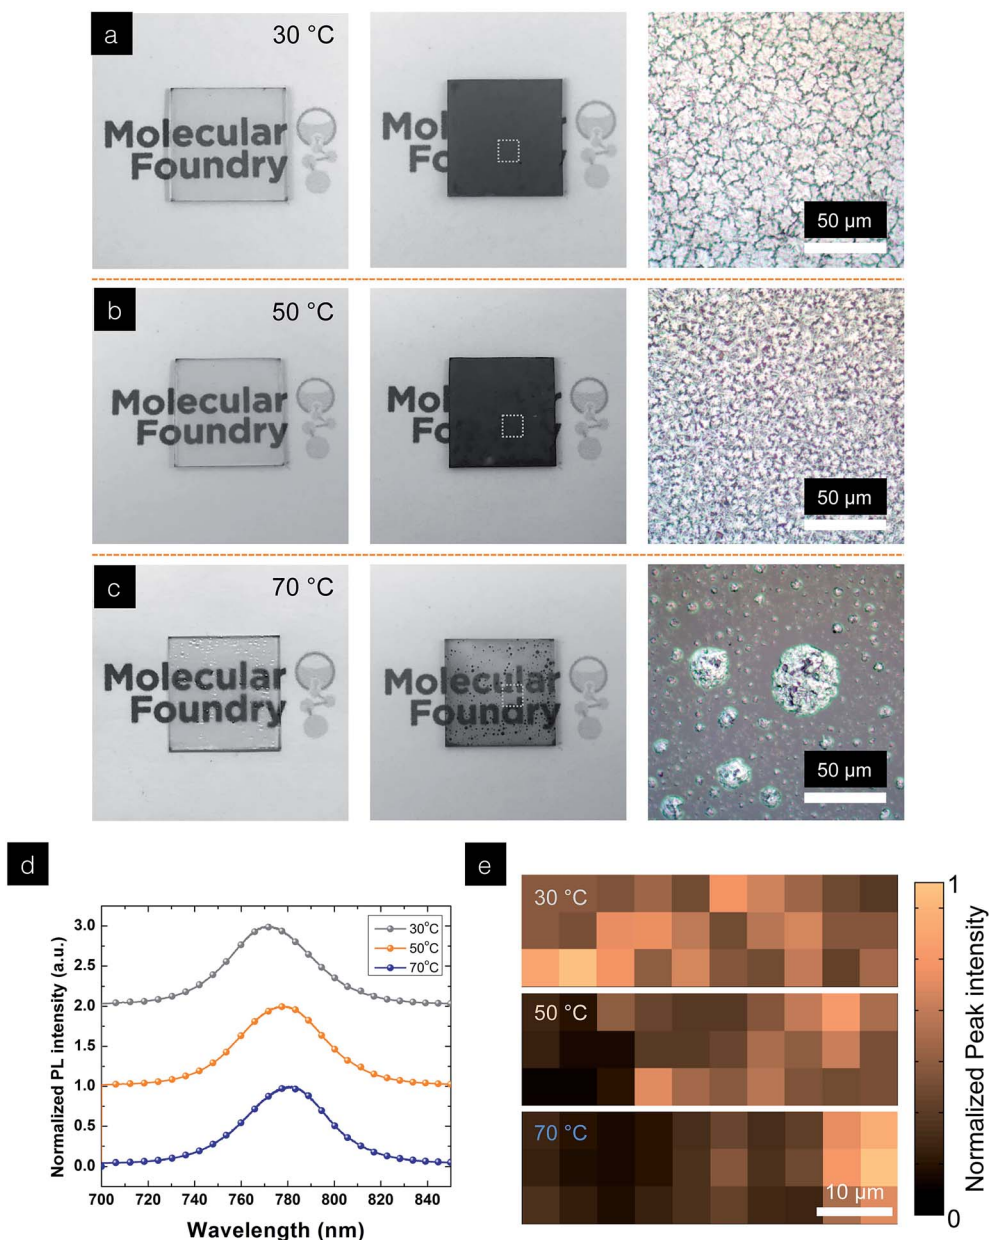 a
30 °C
Molecular
Foundry
Mol
Fo
50 µm
b
50 °C
Molecular
Foundry
Mol
Fo
50 µm
c
70 °C
Molecular
Foundry
Molecular
Foundry
50 µm
d
Normalized PL intensity (a.u.)
3.0
2.5
2.0
1.5
1.0
0.5
0.0
30°C
50°C
70°C
700 720 740 760 780 800 820 840
Wavelength (nm)
e
30 °C
50 °C
70 °C
10 µm
1
0
Normalized Peak intensity